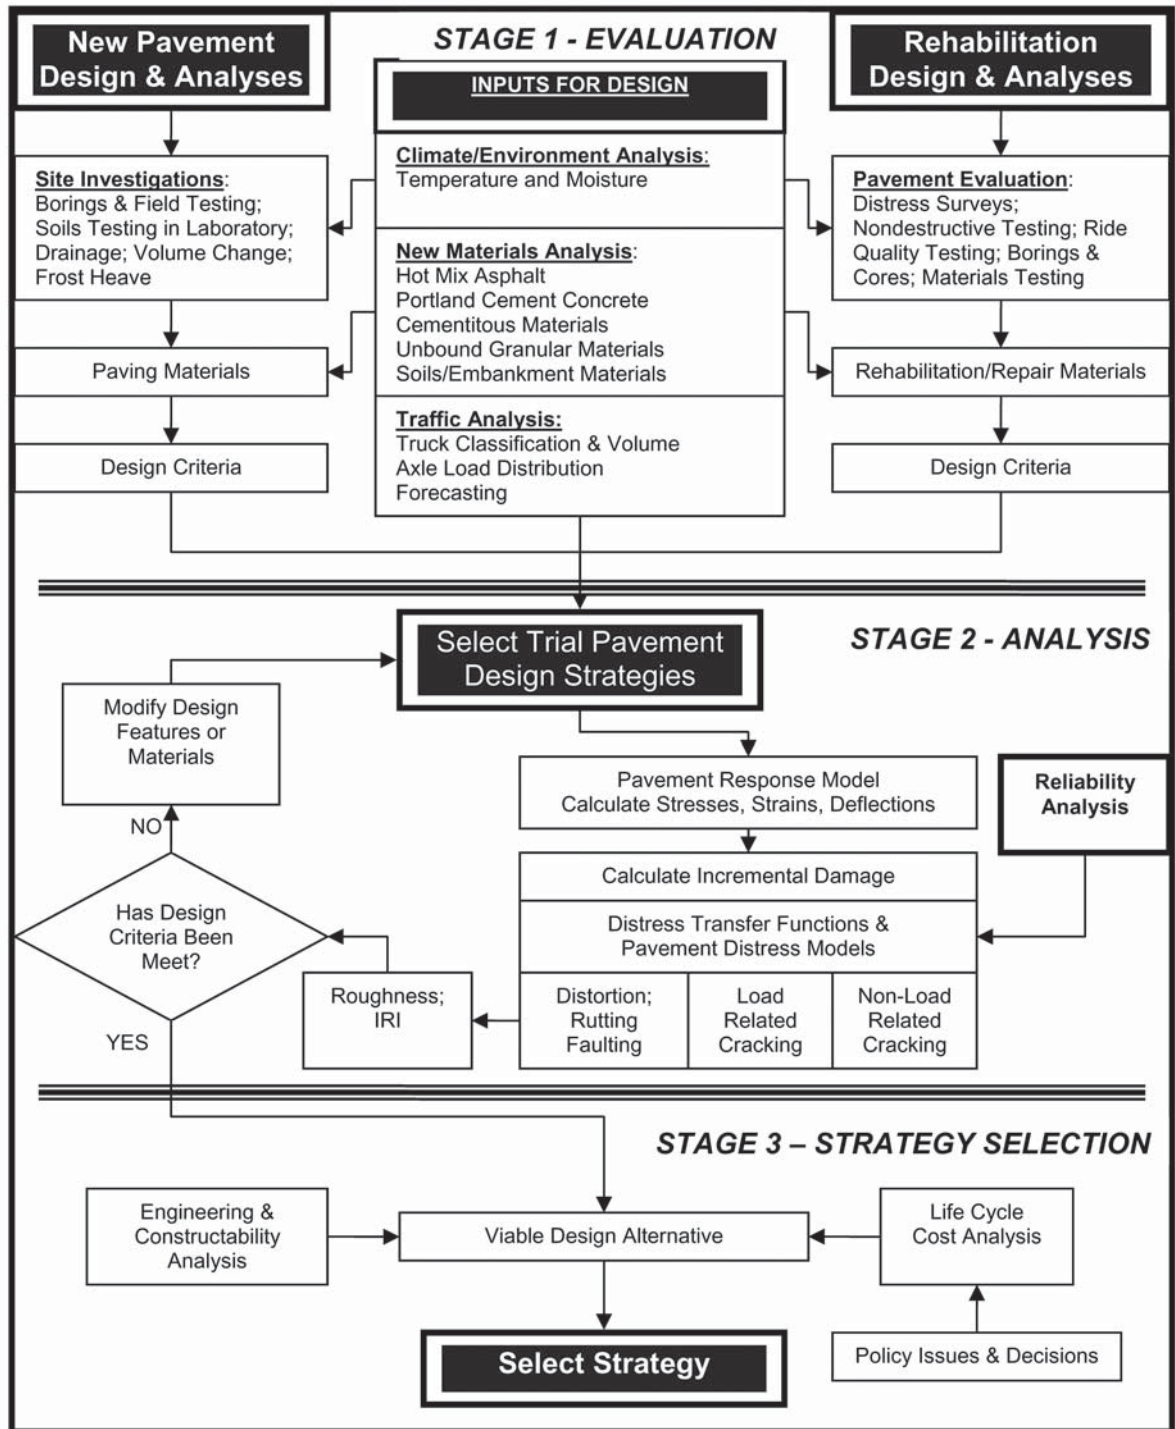 New Pavement
Design & Analyses
STAGE 1 - EVALUATION
Rehabilitation
Design & Analyses
INPUTS FOR DESIGN
Climate/Environment Analysis:
Temperature and Moisture
Site Investigations:
Borings & Field Testing;
Soils Testing in Laboratory;
Drainage; Volume Change;
Frost Heave
Pavement Evaluation:
Distress Surveys;
Nondestructive Testing; Ride
Quality Testing; Borings &
Cores; Materials Testing
New Materials Analysis:
Hot Mix Asphalt
Portland Cement Concrete
Cementitous Materials
Unbound Granular Materials
Soils/Embankment Materials
Paving Materials
Rehabilitation/Repair Materials
Traffic Analysis:
Truck Classification & Volume
Axle Load Distribution
Forecasting
Design Criteria
Design Criteria
Select Trial Pavement
Design Strategies
STAGE 2 - ANALYSIS
Modify Design
Features or
Materials
Pavement Response Model
Calculate Stresses, Strains, Deflections
Reliability
Analysis
NO
Calculate Incremental Damage
Has Design
Criteria Been
Meet?
Distress Transfer Functions &
Pavement Distress Models
Roughness;
IRI
Distortion;
Rutting
Faulting
Load
Related
Cracking
Non-Load
Related
Cracking
YES
STAGE 3 – STRATEGY SELECTION
Engineering &
Constructability
Analysis
Viable Design Alternative
Life Cycle
Cost Analysis
Select Strategy
Policy Issues & Decisions